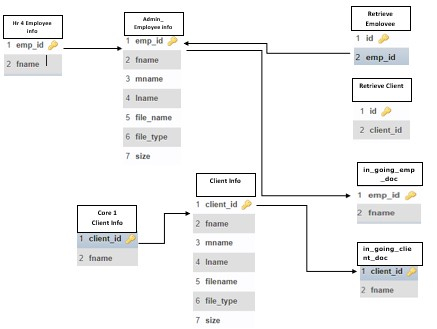 Hr 4 Employee
info
1 emp_id
2 fname
Admin_
Employee info
1 emp_id
2 fname
3 mname
4 lname
5 file_name
6 file_type
7 size
Retrieve
Employee
1 id
2 emp_id
Retrieve Client
1 id
2 client_id
in_going_emp
_doc
1 emp_id
2 fname
Client Info
1 client_id
2 fname
3 mname
4 lname
5 filename
6 file_type
7 size
Core 1
Client Info
1 client_id
2 fname
in_going_clie
nt_doc
1 client_id
2 fname